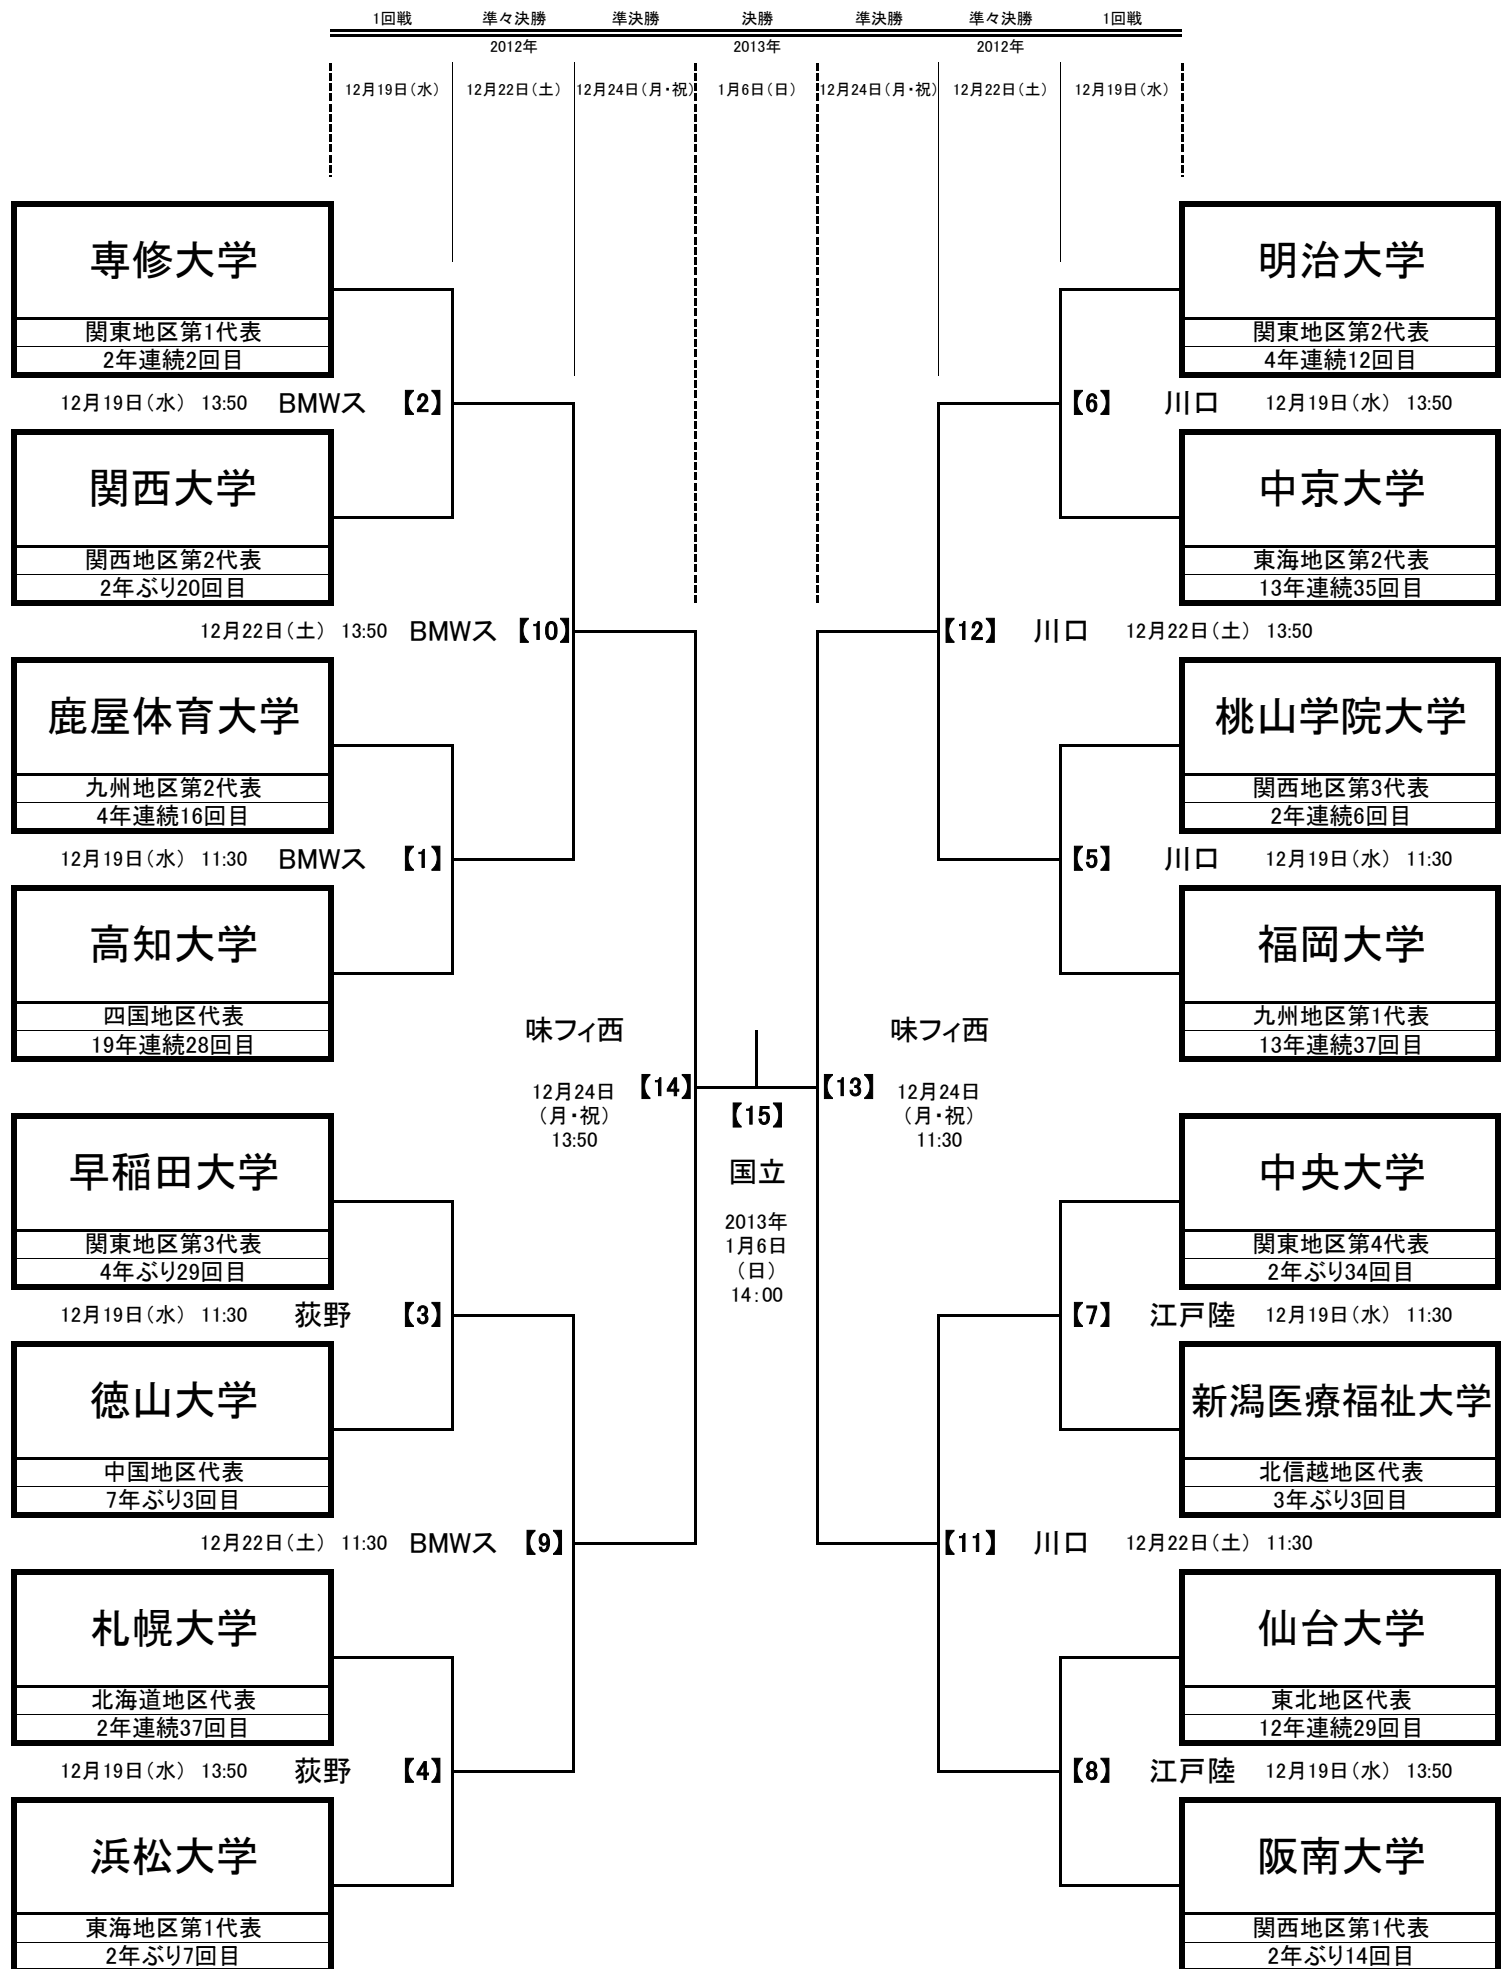 1回戦 準々決勝 準決勝 決勝 準決勝 準々決勝 1回戦
2012年 2013年 2012年
12月19日(水) 12月22日(土) 12月24日(月・祝) 1月6日(日) 12月24日(月・祝) 12月22日(土) 12月19日(水)
専修大学 明治大学
関東地区第1代表 関東地区第2代表
2年連続2回目 4年連続12回目
12月19日(水) 13:50 BMWス 【2】 【6】 川口 12月19日(水) 13:50
関西大学 中京大学
関西地区第2代表 東海地区第2代表
2年ぶり20回目 13年連続35回目
12月22日(土) 13:50 BMWス 【10】 【12】 川口 12月22日(土) 13:50
鹿屋体育大学 桃山学院大学
九州地区第2代表 関西地区第3代表
4年連続16回目 2年連続6回目
12月19日(水) 11:30 BMWス 【1】 【5】 川口 12月19日(水) 11:30
高知大学 福岡大学
四国地区代表 九州地区第1代表
19年連続28回目 13年連続37回目
味フィ西 味フィ西
【14】 【13】
12月24日 12月24日
(月・祝) (月・祝)
13:50 11:30
【15】
国立
2013年
1月6日
(日)
14:00
早稲田大学 中央大学
関東地区第3代表 関東地区第4代表
4年ぶり29回目 2年ぶり34回目
12月19日(水) 11:30 荻野 【3】 【7】 江戸陸 12月19日(水) 11:30
徳山大学 新潟医療福祉大学
中国地区代表 北信越地区代表
7年ぶり3回目 3年ぶり3回目
12月22日(土) 11:30 BMWス 【9】 【11】 川口 12月22日(土) 11:30
札幌大学 仙台大学
北海道地区代表 東北地区代表
2年連続37回目 12年連続29回目
12月19日(水) 13:50 荻野 【4】 【8】 江戸陸 12月19日(水) 13:50
浜松大学 阪南大学
東海地区第1代表 関西地区第1代表
2年ぶり7回目 2年ぶり14回目